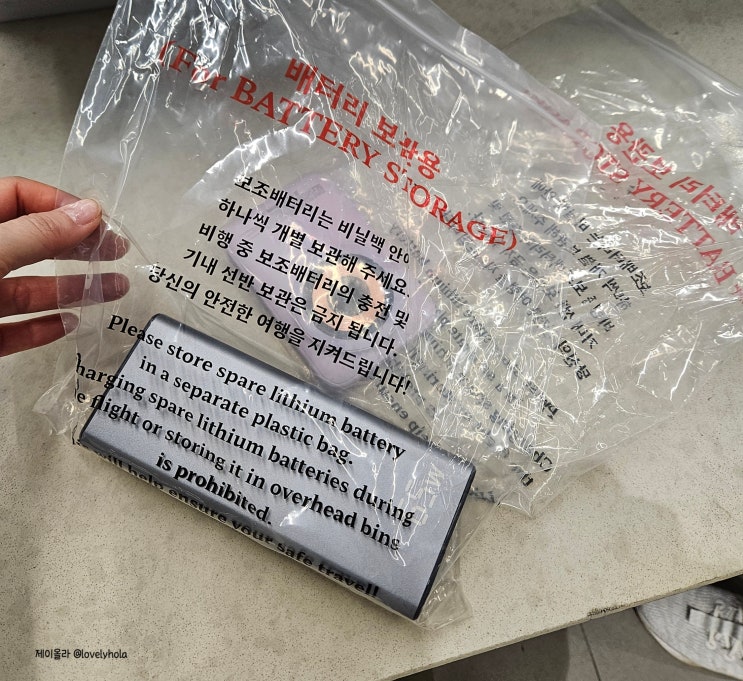 배터리 보관용
(For BATTERY STORAGE)
보조배터리는 비닐백 안에
하나씩 개별 보관해 주세요.
비행 중 보조배터리의 충전 및
기내 선반 보관은 금지 됩니다.
당신의 안전한 여행을 지켜드립니다!
Please store spare lithium battery
in a separate plastic bag.
harging spare lithium batteries during
e flight or storing it in overhead bins
is prohibited.
will help ensure your safe travel!
제이올라 @lovelyhola